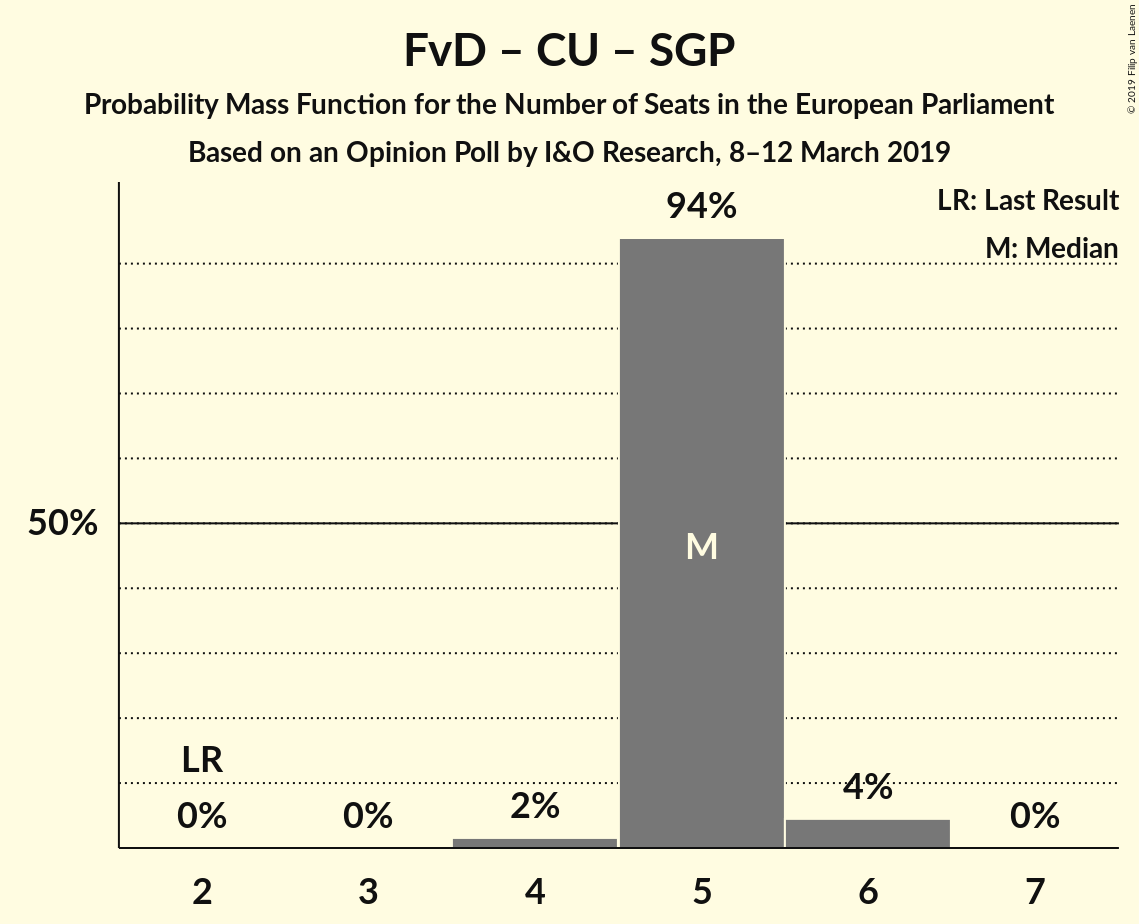 FvD – CU – SGP
Probability Mass Function for the Number of Seats in the European Parliament
Based on an Opinion Poll by I&O Research, 8–12 March 2019
© 2019 Filip van Laenen
LR: Last Result
M: Median
94%
50%
M
LR
0%
0%
2%
4%
0%
2 3 4 5 6 7